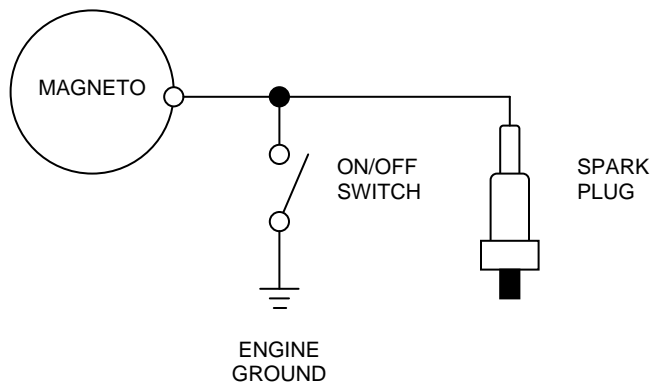 MAGNETO
ON/OFF
SWITCH
SPARK
PLUG
ENGINE
GROUND